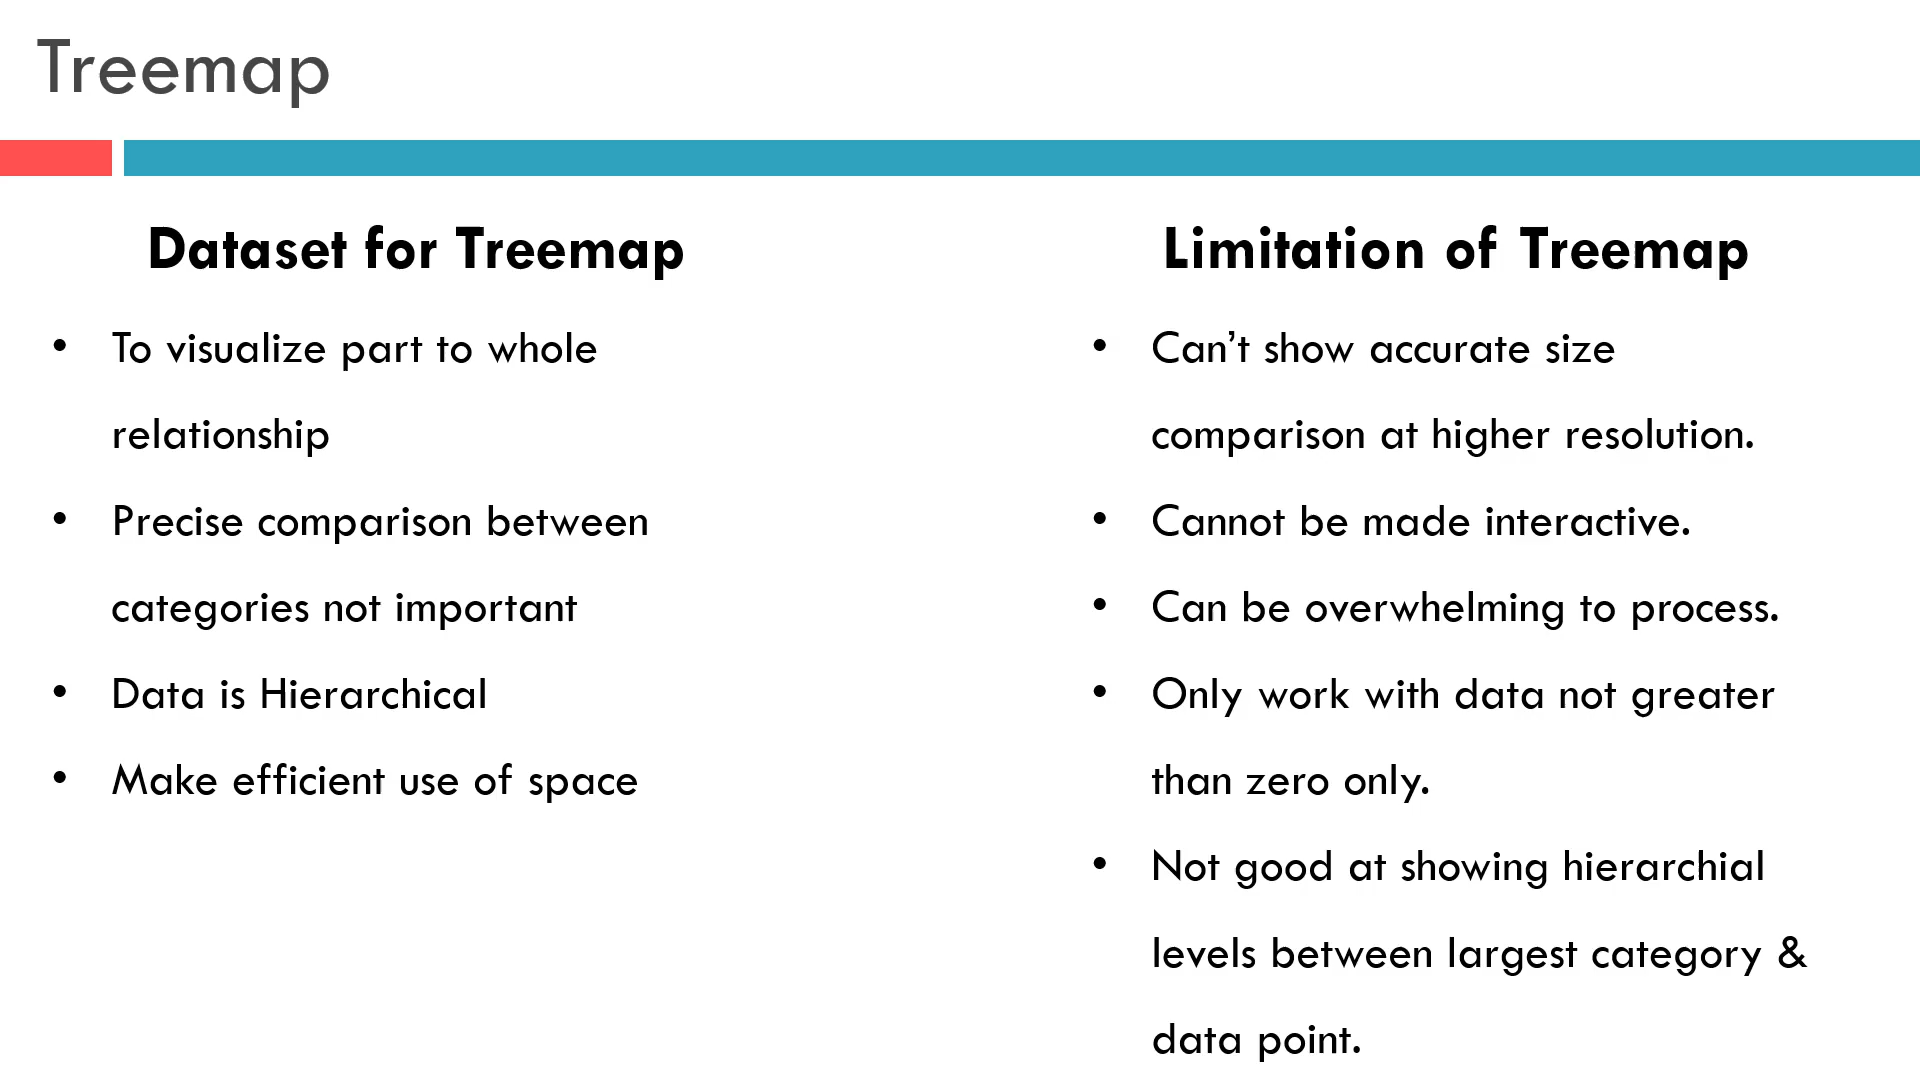 Treemap
Dataset for Treemap
• To visualize part to whole
relationship
• Precise comparison between
categories not important
• Data is Hierarchical
• Make efficient use of space
Limitation of Treemap
• Can’t show accurate size
comparison at higher resolution.
• Cannot be made interactive.
• Can be overwhelming to process.
• Only work with data not greater
than zero only.
• Not good at showing hierarchial
levels between largest category &
data point.